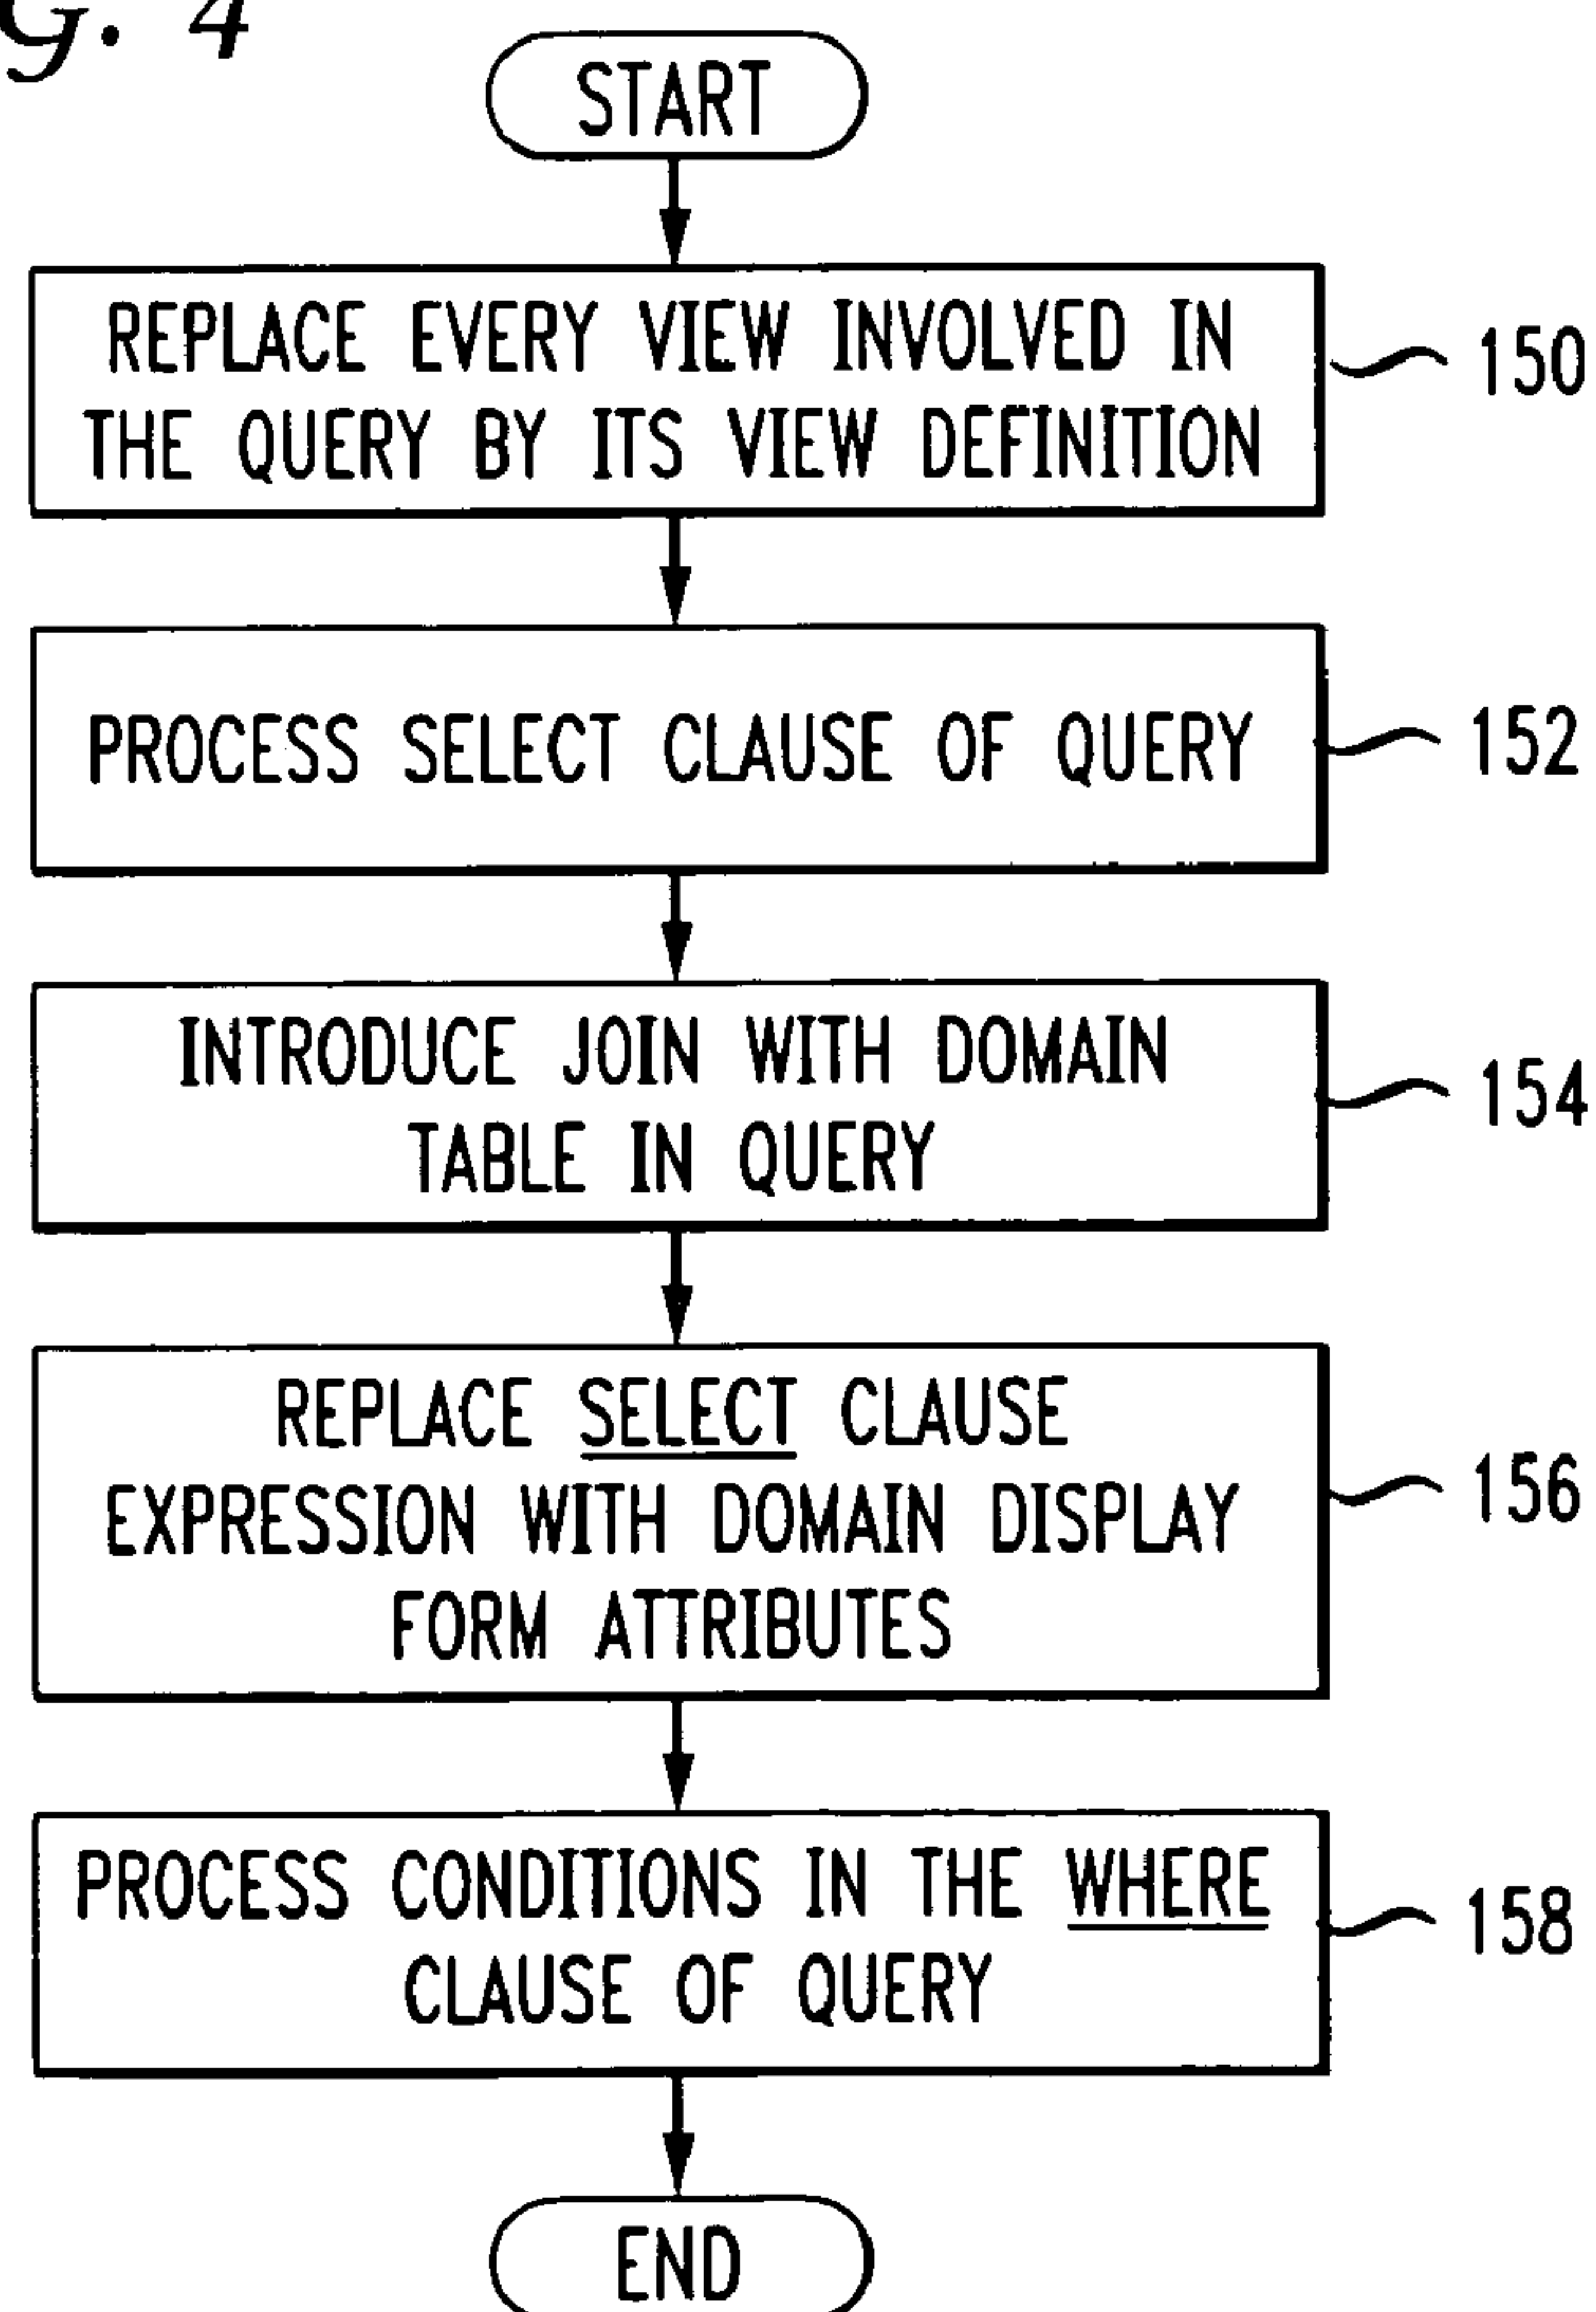 G. 4
START
REPLACE EVERY VIEW INVOLVED IN
THE QUERY BY ITS VIEW DEFINITION
150
PROCESS SELECT CLAUSE OF QUERY
152
INTRODUCE JOIN WITH DOMAIN
TABLE IN QUERY
154
REPLACE SELECT CLAUSE
EXPRESSION WITH DOMAIN DISPLAY
FORM ATTRIBUTES
156
PROCESS CONDITIONS IN THE WHERE
CLAUSE OF QUERY
158
END